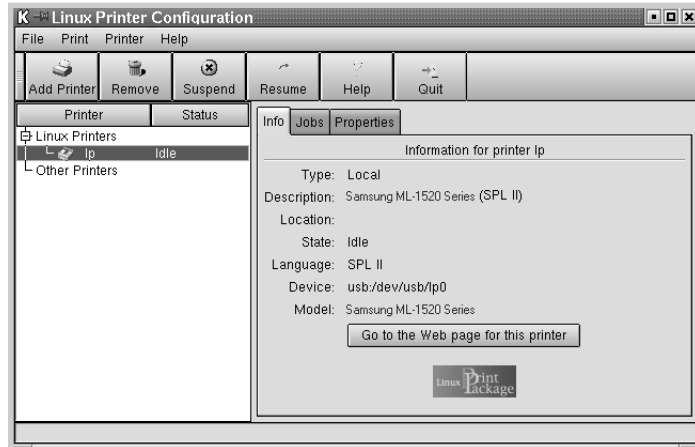 Linux Printer Configuration
File Print Printer Help
Add Printer Remove Suspend Resume Help Quit
Printer Status
Linux Printers
lp Idle
Other Printers
Info Jobs Properties
Information for printer lp
Type: Local
Description: Samsung ML-1520 Series (SPL II)
Location:
State: Idle
Language: SPL II
Device: usb:/dev/usb/lp0
Model: Samsung ML-1520 Series
Go to the Web page for this printer
Linux Print Package